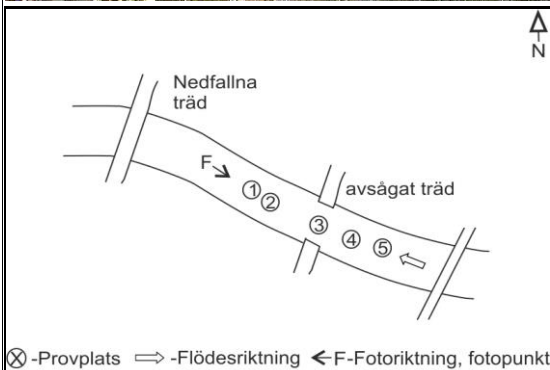 N
Nedfallna
träd
F
1
2
avsågat träd
3
4
5
-Provplats -Flödesriktning F-Fotoriktning, fotopunkt